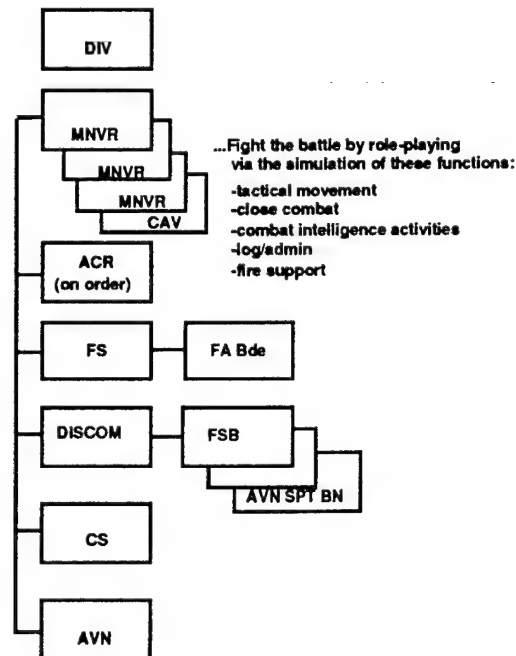 DIV
MNVR
MNVR
MNVR
CAV
...Fight the battle by role-playing
via the simulation of these functions:
-tactical movement
-close combat
-combat intelligence activities
-log/admin
-fire support
ACR
(on order)
FS
FA Bde
DISCOM
FSB
AVN SPT BN
CS
AVN